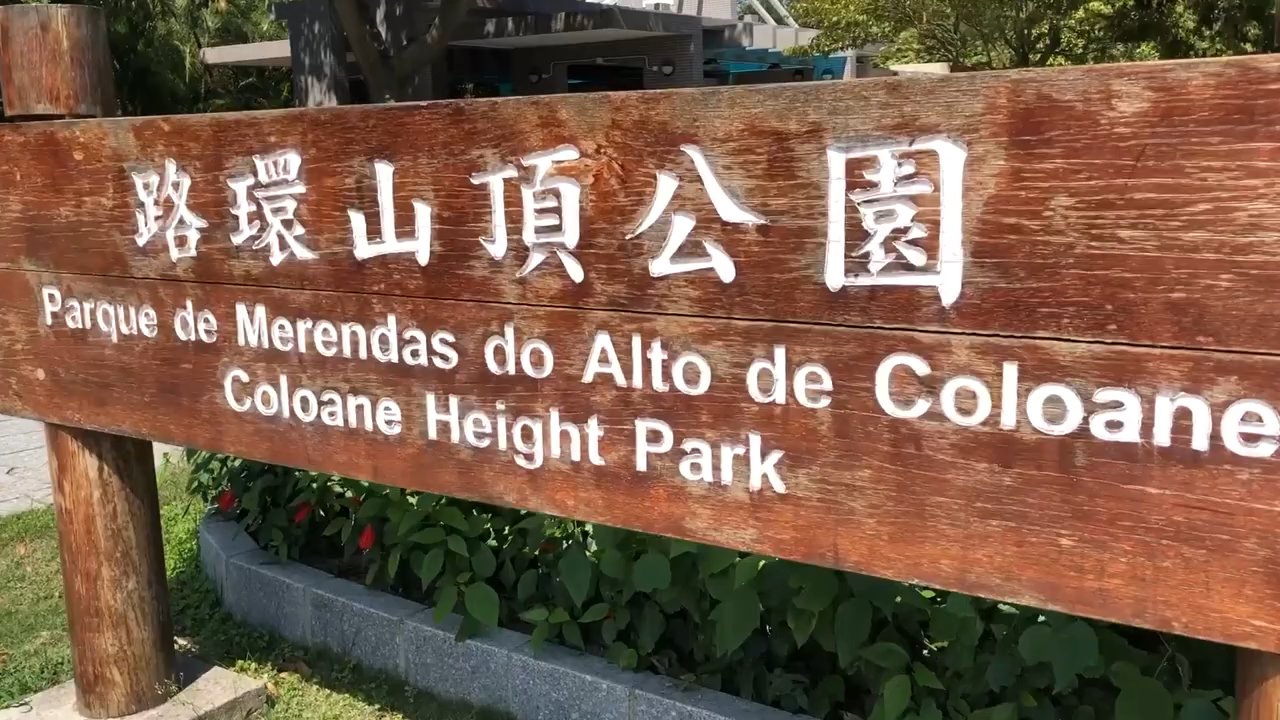 路環山頂公園
Parque de Merendas do Alto de Coloane
Coloane Height Park